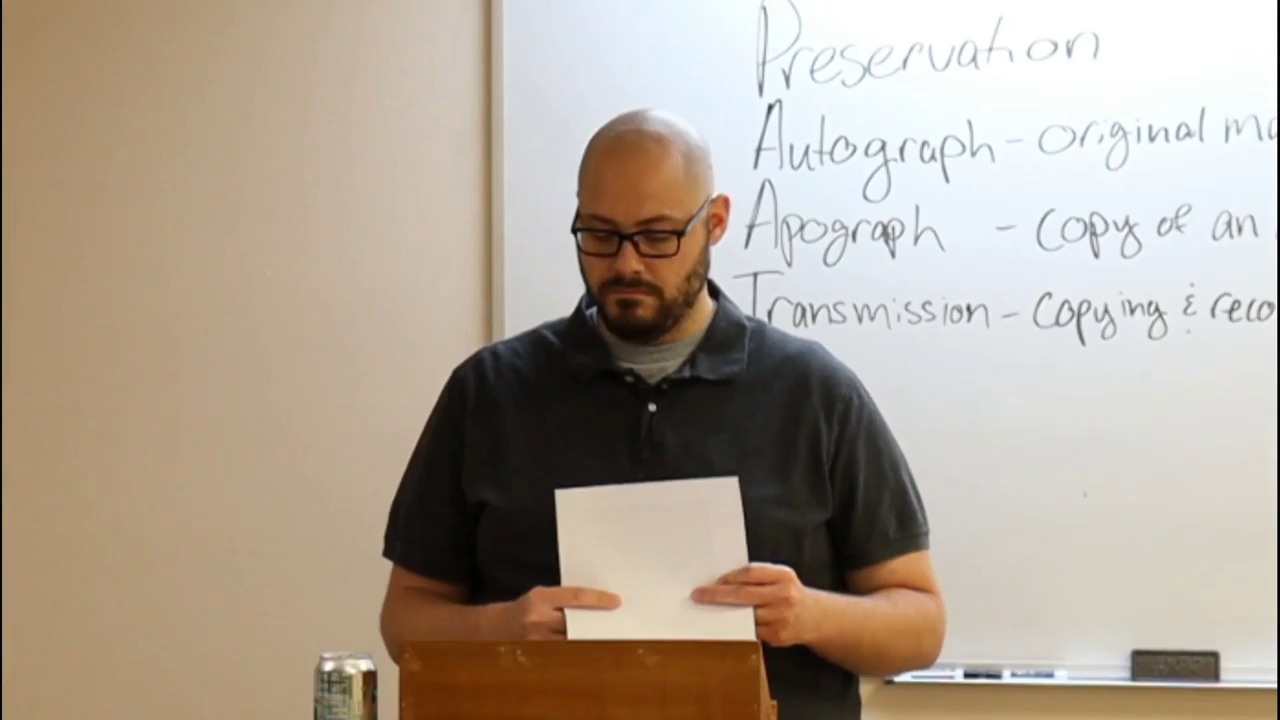 Preservation
Autograph - original ma
Apograph - copy of an
Transmission - copying & reco